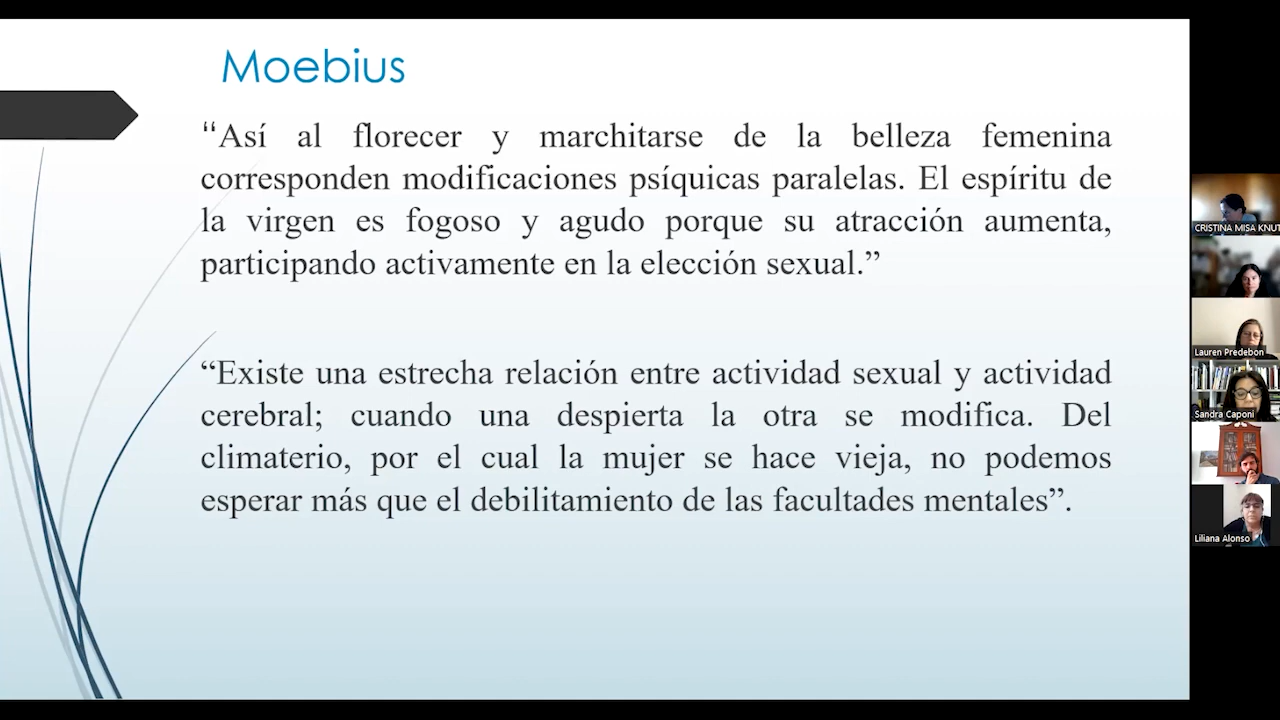 Moebius
“Así al florecer y marchitarse de la belleza femenina
corresponden modificaciones psíquicas paralelas. El espíritu de
la virgen es fogoso y agudo porque su atracción aumenta,
participando activamente en la elección sexual.”
“Existe una estrecha relación entre actividad sexual y actividad
cerebral; cuando una despierta la otra se modifica. Del
climaterio, por el cual la mujer se hace vieja, no podemos
esperar más que el debilitamiento de las facultades mentales”.
CRISTINA MISA KNUT
Lauren Predebon
Sandra Caponi
Liliana Alonso